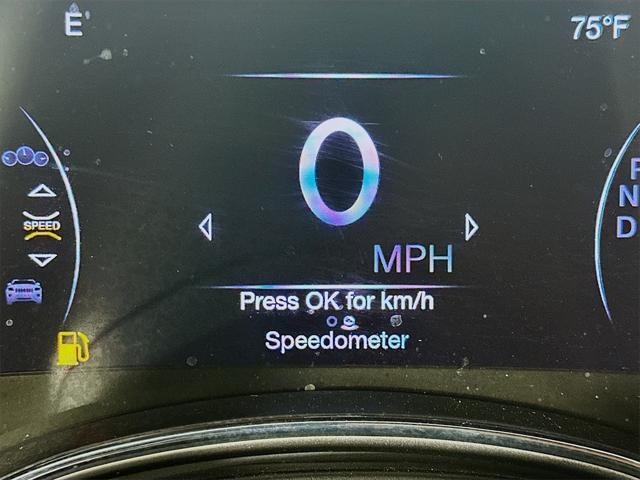 E
75°F
0
SPEED
MPH
P
N
D
Press OK for km/h
Speedometer